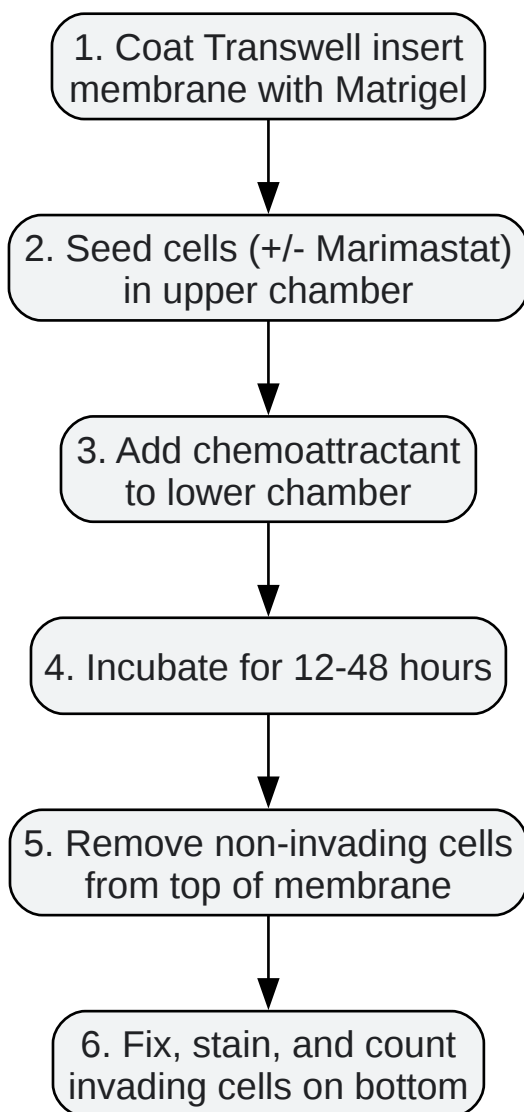 1. Coat Transwell insert
membrane with Matrigel
2. Seed cells (+/- Marimastat)
in upper chamber
3. Add chemoattractant
to lower chamber
4. Incubate for 12-48 hours
5. Remove non-invading cells
from top of membrane
6. Fix, stain, and count
invading cells on bottom